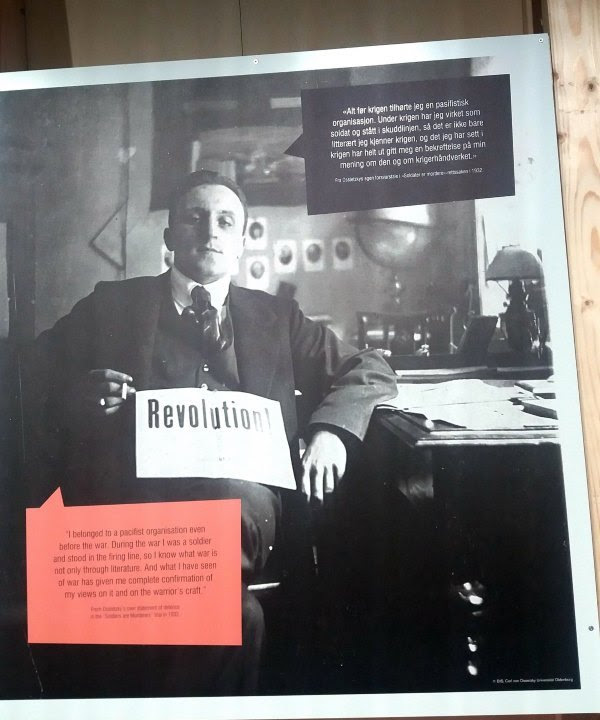 «Alt før krigen tilhørte jeg en pasifistisk
organisasjon. Under krigen har jeg virket som
soldat og stått i skuddlinjen, så det er ikke bare
litterært jeg kjenner krigen, og det jeg har sett i
krigen har helt ut gitt meg en bekreftelse på min
mening om den og om krigerhåndverket.»
Fra Ossietzkys egen forsvarstale i «Soldater er mordere»-rettssaken i 1932.
Revolution!
"I belonged to a pacifist organisation even
before the war. During the war I was a soldier
and stood in the firing line, so I know what war is
not only through literature. And what I have seen
of war has given me complete confirmation of
my views on it and on the warrior's craft."
From Ossietzky's own statement of defence
in the "Soldiers are Murderers" trial in 1932.
© BIS, Carl von Ossietzky Universität Oldenburg